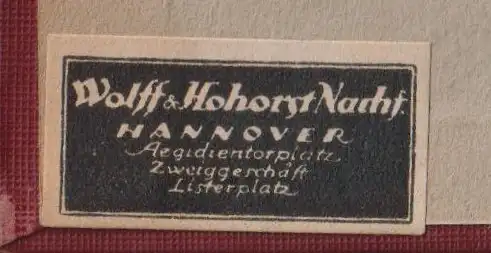 Wolff & Hohorst Nachf.
HANNOVER
Aegidientorplatz
Zweiggeschäft
Listerplatz